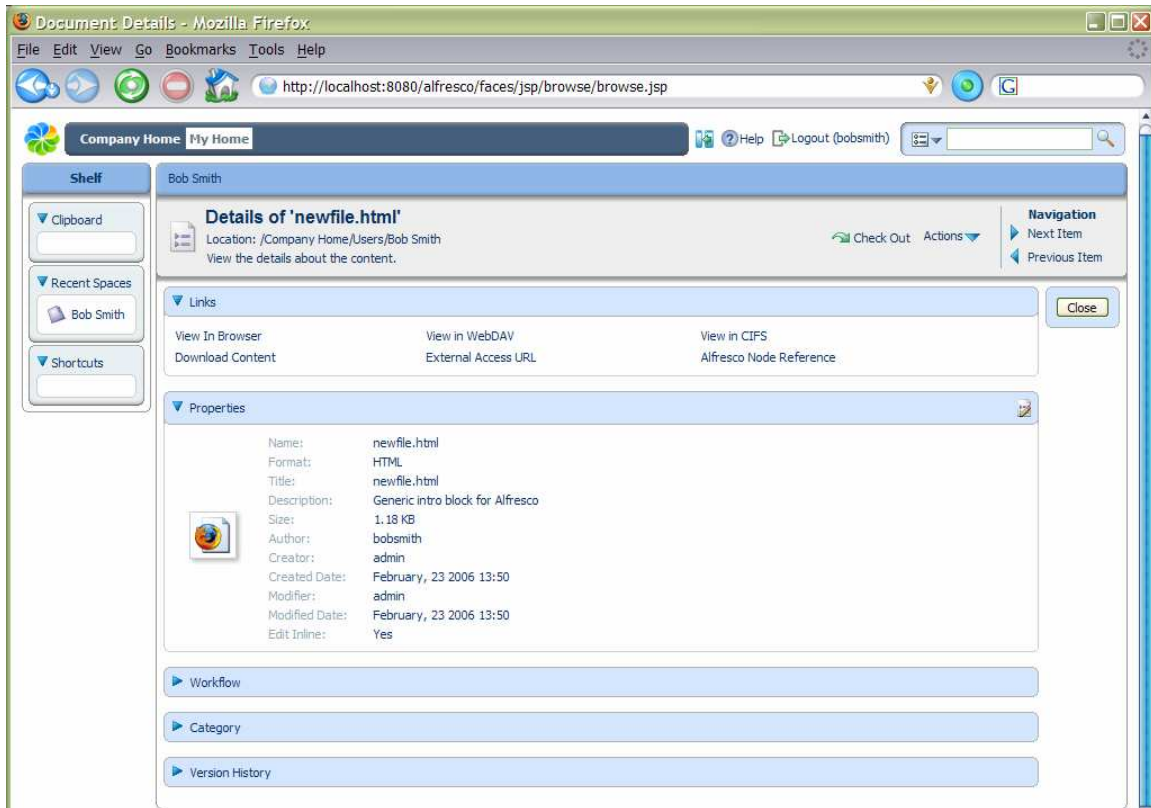 Document Details - Mozilla Firefox
File Edit View Go Bookmarks Tools Help
http://localhost:8080/alfresco/faces/jsp/browse/browse.jsp
G
Company Home My Home
Help Logout (bobsmith)
Shelf
Bob Smith
Clipboard
Recent Spaces
Bob Smith
Shortcuts
Details of 'newfile.html'
Location: /Company Home/Users/Bob Smith
View the details about the content.
Check Out Actions
Navigation
Next Item
Previous Item
Links
Close
View In Browser View in WebDAV View in CIFS
Download Content External Access URL Alfresco Node Reference
Properties
Name: newfile.html
Format: HTML
Title: newfile.html
Description: Generic intro block for Alfresco
Size: 1.18 KB
Author: bobsmith
Creator: admin
Created Date: February, 23 2006 13:50
Modifier: admin
Modified Date: February, 23 2006 13:50
Edit Inline: Yes
Workflow
Category
Version History